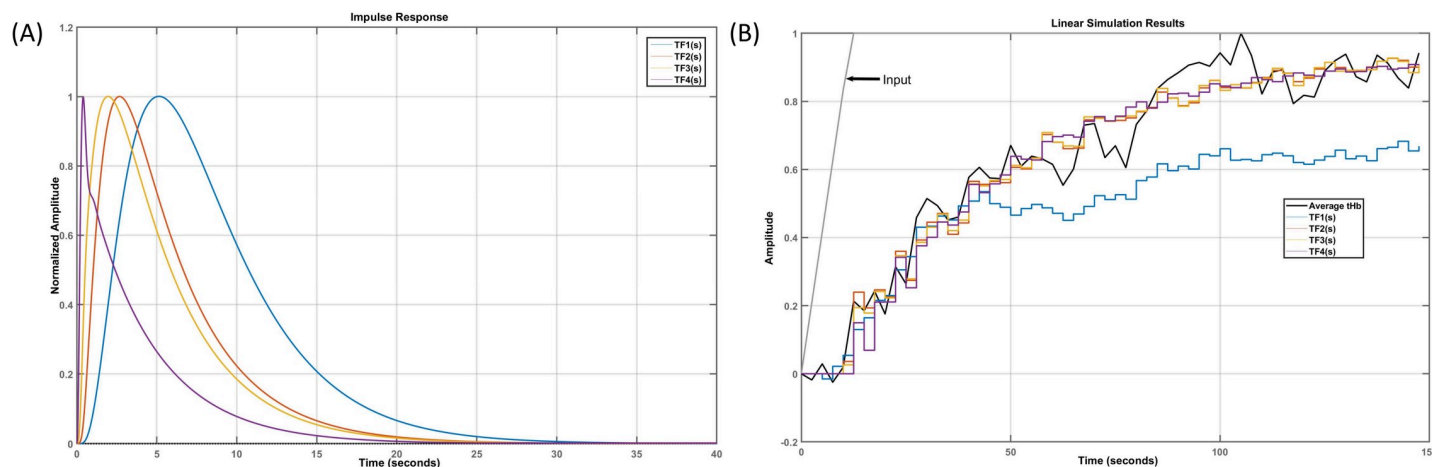 (A)
Impulse Response
1.2
1
0.8
0.6
0.4
0.2
0
Normalized Amplitude
TF1(s)
TF2(s)
TF3(s)
TF4(s)
0 5 10 15 20 25 30 35 40
Time (seconds)
(B)
Linear Simulation Results
1
0.8
0.6
0.4
0.2
0
-0.2
Amplitude
Input
Average tHb
TF1(s)
TF2(s)
TF3(s)
TF4(s)
0 50 100 15
Time (seconds)